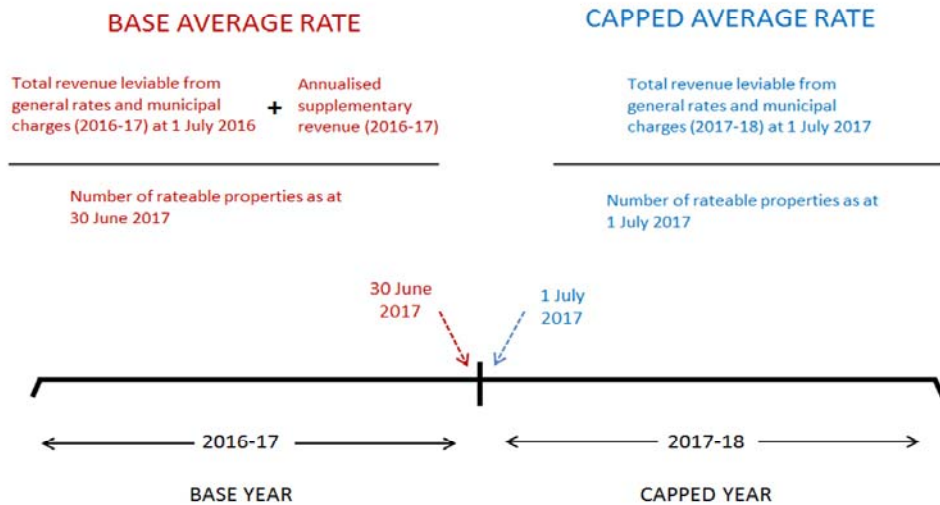 BASE AVERAGE RATE
Total revenue leviable from
general rates and municipal
charges (2016-17) at 1 July 2016
+
Annualised
supplementary
revenue (2016-17)
Number of rateable properties as at
30 June 2017
CAPPED AVERAGE RATE
Total revenue leviable from
general rates and municipal
charges (2017-18) at 1 July 2017
Number of rateable properties as at
1 July 2017
30 June
2017
1 July
2017
2016-17
2017-18
BASE YEAR
CAPPED YEAR